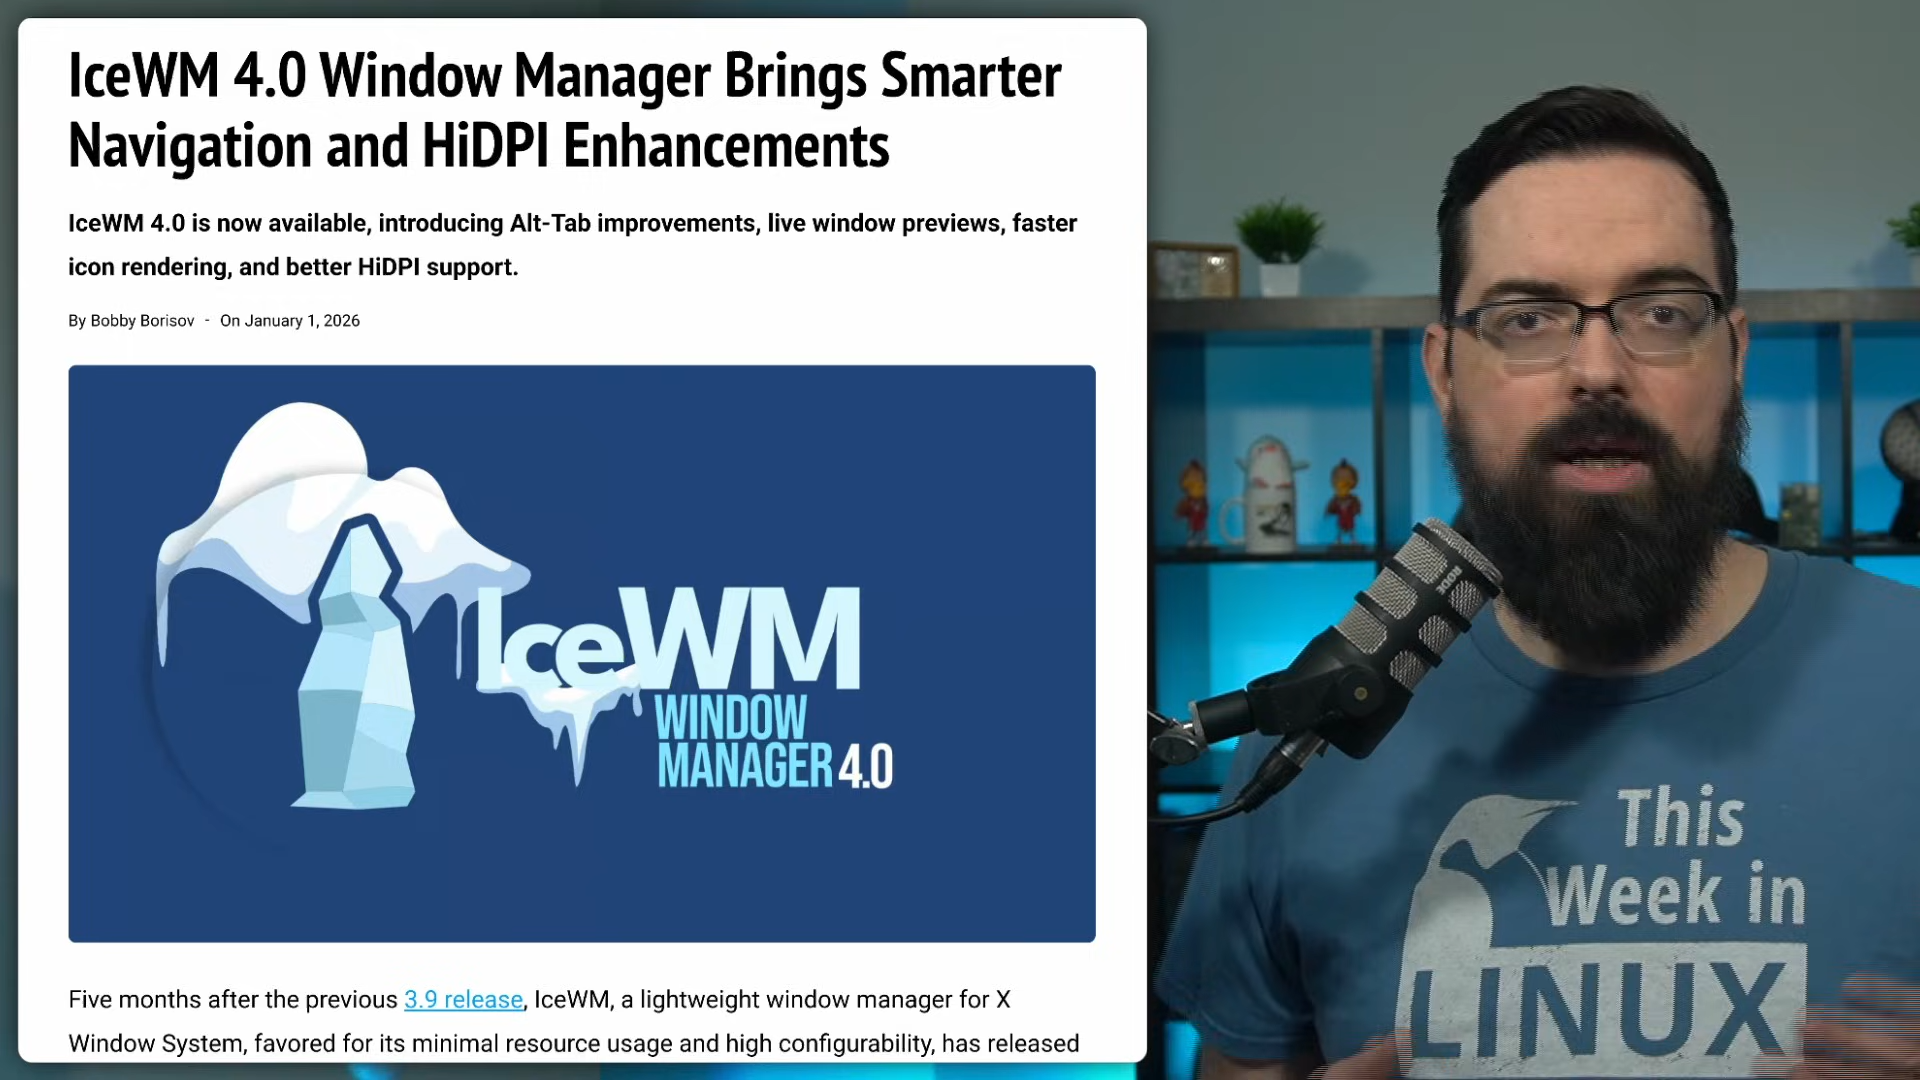 IceWM 4.0 Window Manager Brings Smarter
Navigation and HiDPI Enhancements
IceWM 4.0 is now available, introducing Alt-Tab improvements, live window previews, faster
icon rendering, and better HiDPI support.
By Bobby Borisov - On January 1, 2026
IceWM
WINDOW
MANAGER 4.0
Five months after the previous 3.9 release, IceWM, a lightweight window manager for X
Window System, favored for its minimal resource usage and high configurability, has released
RØDE
This
Week in
LINUX